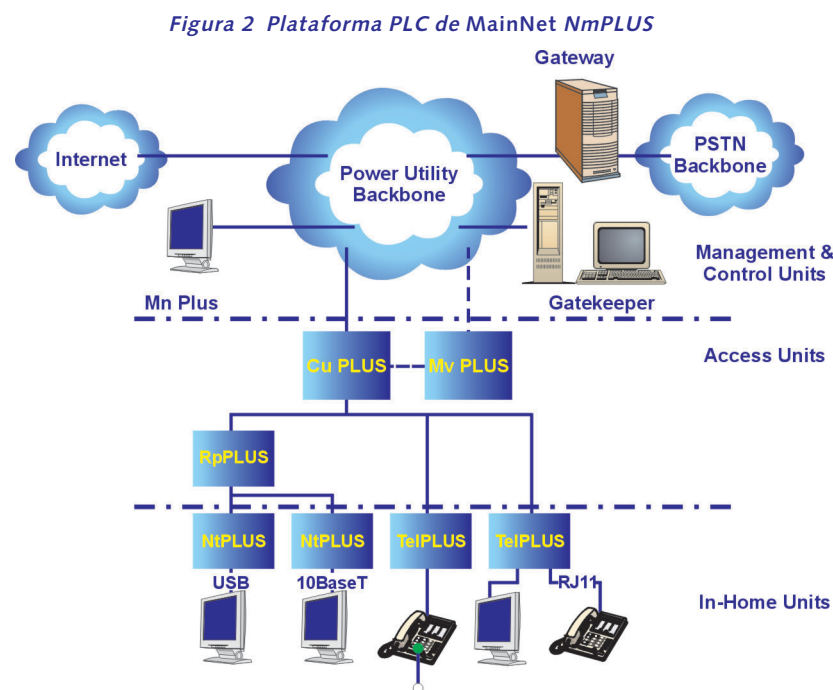 Figura 2 Plataforma PLC de MainNet NmPLUS
Gateway
Internet
Power Utility
Backbone
PSTN
Backbone
Mn Plus
Gatekeeper
Management &
Control Units
Cu PLUS
Mv PLUS
Access Units
RpPLUS
NtPLUS
NtPLUS
TelPLUS
TelPLUS
USB
10BaseT
RJ11
In-Home Units